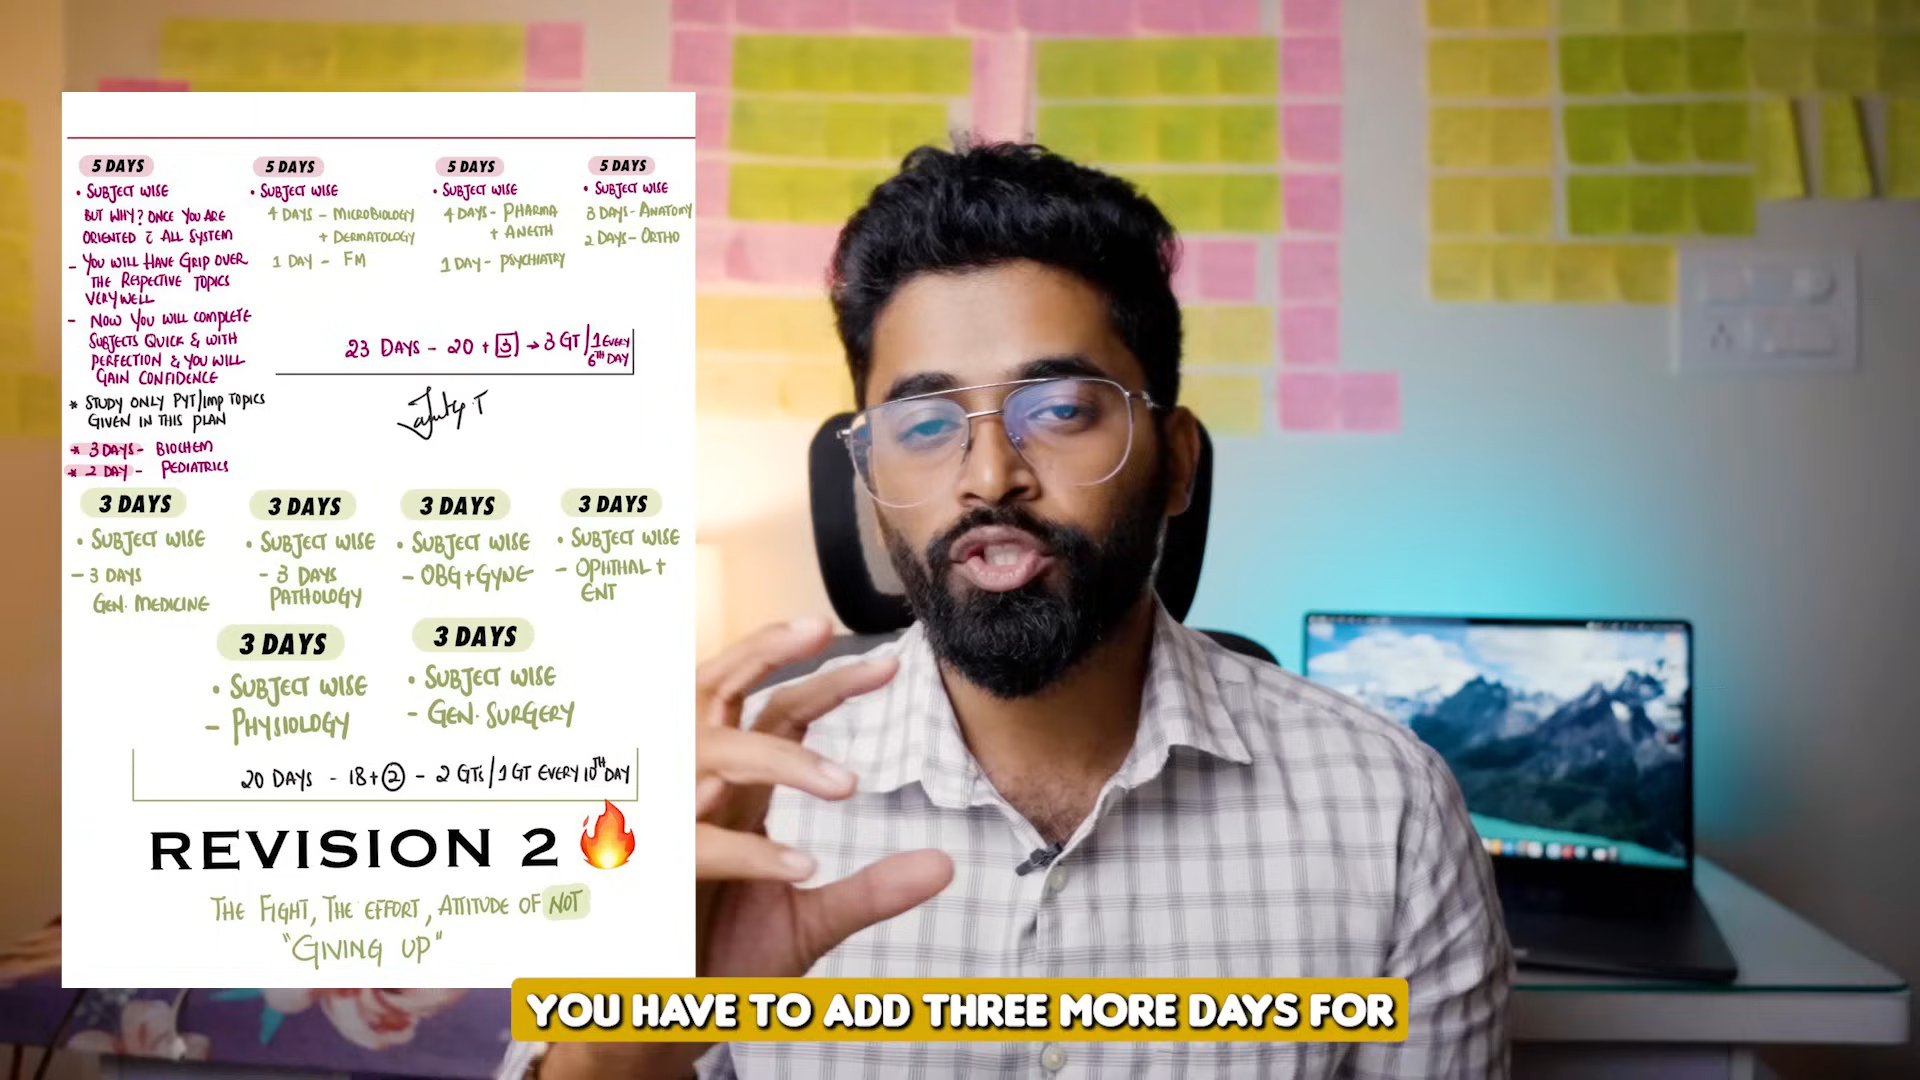 5 DAYS
• SUBJECT WISE
BUT WHY? ONCE YOU ARE
ORIENTED c̄ ALL SYSTEM
- YOU WILL HAVE GRIP OVER
THE RESPECTIVE TOPICS
VERY WELL
- NOW YOU WILL COMPLETE
SUBJECTS QUICK & WITH
PERFECTION & YOU WILL
GAIN CONFIDENCE
* STUDY ONLY PYT/Imp TOPICS
GIVEN IN THIS PLAN
* 3 DAYS - BIOCHEM
* 2 DAY - PEDIATRICS
5 DAYS
• SUBJECT WISE
4 DAYS - MICROBIOLOGY
+ DERMATOLOGY
1 DAY - FM
5 DAYS
• SUBJECT WISE
4 DAYS - PHARMA
+ ANESTH
1 DAY - PSYCHIATRY
5 DAYS
• SUBJECT WISE
3 DAYS - ANATOMY
2 DAYS - ORTHO
23 DAYS - 20 + 3 → 3 GT / 1 EVERY
6TH DAY
3 DAYS
• SUBJECT WISE
- 3 DAYS
GEN. MEDICINE
3 DAYS
• SUBJECT WISE
- 3 DAYS
PATHOLOGY
3 DAYS
• SUBJECT WISE
- OBG + GYNE
3 DAYS
• SUBJECT WISE
- OPHTHAL +
ENT
3 DAYS
• SUBJECT WISE
- PHYSIOLOGY
3 DAYS
• SUBJECT WISE
- GEN. SURGERY
20 DAYS - 18 + 2 - 2 GTs / 1 GT EVERY 10TH DAY
REVISION 2 🔥
THE FIGHT, THE EFFORT, ATTITUDE OF NOT
"GIVING UP"
YOU HAVE TO ADD THREE MORE DAYS FOR